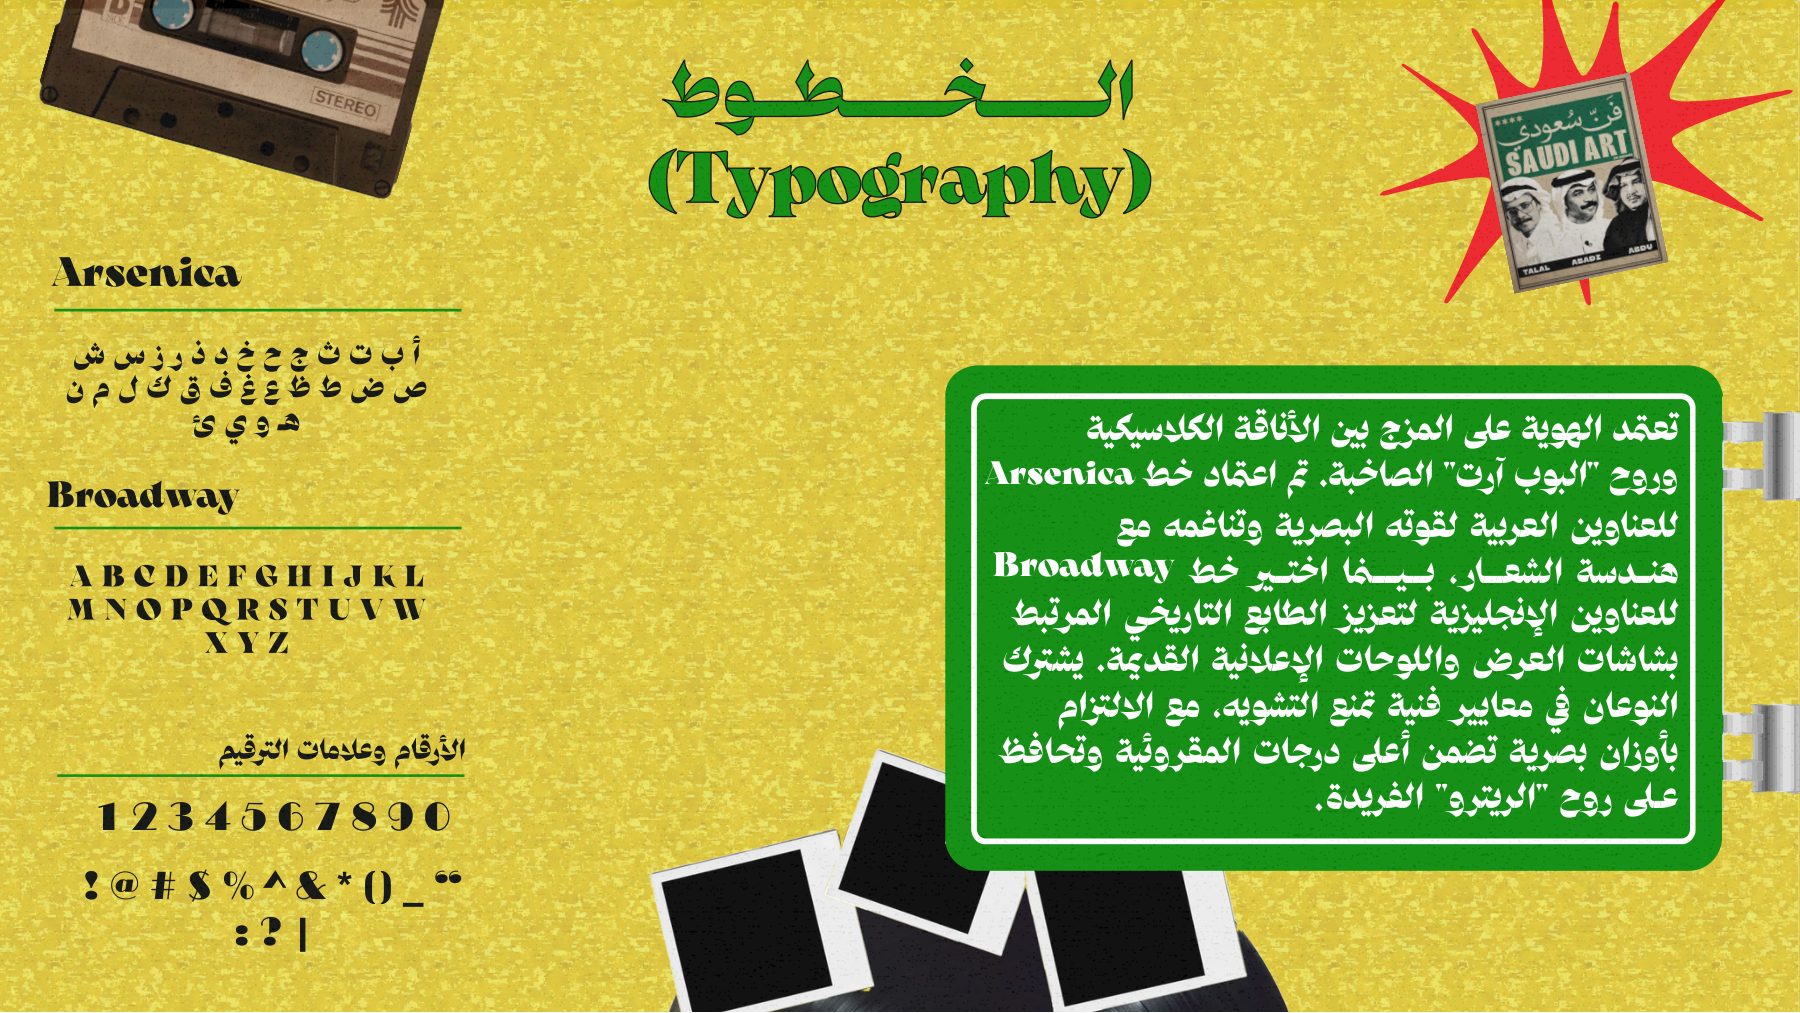 STEREO
الـــخـــطـــوط
(Typography)
فَنّ سُعودي
SAUDI ART
TALAL ABADI ABDU
Arsenica
أ ب ت ث ج ح خ د ذ ر ز س ش
ص ض ط ظ ع غ ف ق ك ل م ن
هـ و ي ئ
Broadway
A B C D E F G H I J K L
M N O P Q R S T U V W
X Y Z
الأرقام وعلامات الترقيم
1 2 3 4 5 6 7 8 9 0
! @ # $ % ^ & * () _ “
: ? |
تعتمد الهوية على المزج بين الأناقة الكلاسيكية
وروح "البوب آرت" الصاخبة. تم اعتماد خط Arsenica
للعناوين العربية لقوته البصرية وتناغمه مع
هندسة الشعار، بينما اختير خط Broadway
للعناوين الإنجليزية لتعزيز الطابع التاريخي المرتبط
بشاشات العرض واللوحات الإعلانية القديمة. يشترك
النوعان في معايير فنية تمنع التشويه، مع الالتزام
بأوزان بصرية تضمن أعلى درجات المقروئية وتحافظ
على روح "الريترو" الفريدة.